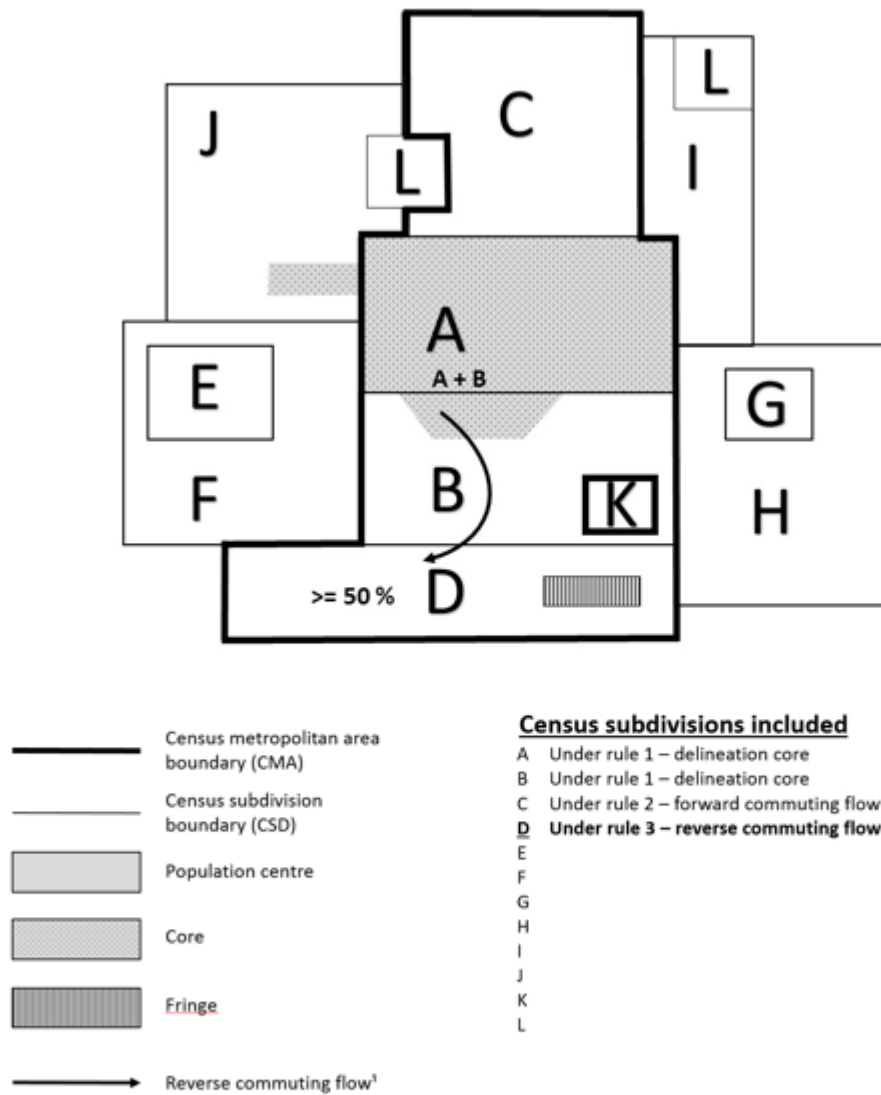 C
L
J
L
I
A
A + B
E
G
B
K
F
H
>= 50 %
D
Census metropolitan area
boundary (CMA)
Census subdivision
boundary (CSD)
Population centre
Core
Fringe
Reverse commuting flow¹
Census subdivisions included
A Under rule 1 – delineation core
B Under rule 1 – delineation core
C Under rule 2 – forward commuting flow
D Under rule 3 – reverse commuting flow
E
F
G
H
I
J
K
L